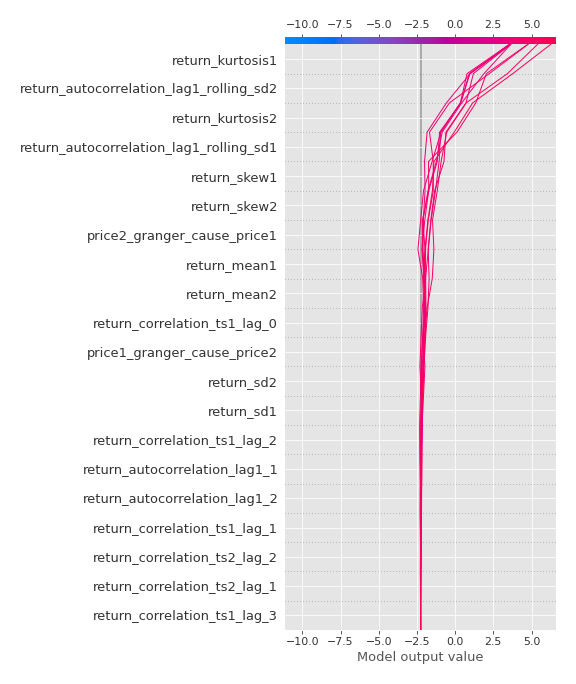 −10.0 −7.5 −5.0 −2.5 0.0 2.5 5.0
return_kurtosis1
return_autocorrelation_lag1_rolling_sd2
return_kurtosis2
return_autocorrelation_lag1_rolling_sd1
return_skew1
return_skew2
price2_granger_cause_price1
return_mean1
return_mean2
return_correlation_ts1_lag_0
price1_granger_cause_price2
return_sd2
return_sd1
return_correlation_ts1_lag_2
return_autocorrelation_lag1_1
return_autocorrelation_lag1_2
return_correlation_ts1_lag_1
return_correlation_ts2_lag_2
return_correlation_ts2_lag_1
return_correlation_ts1_lag_3
−10.0 −7.5 −5.0 −2.5 0.0 2.5 5.0
Model output value